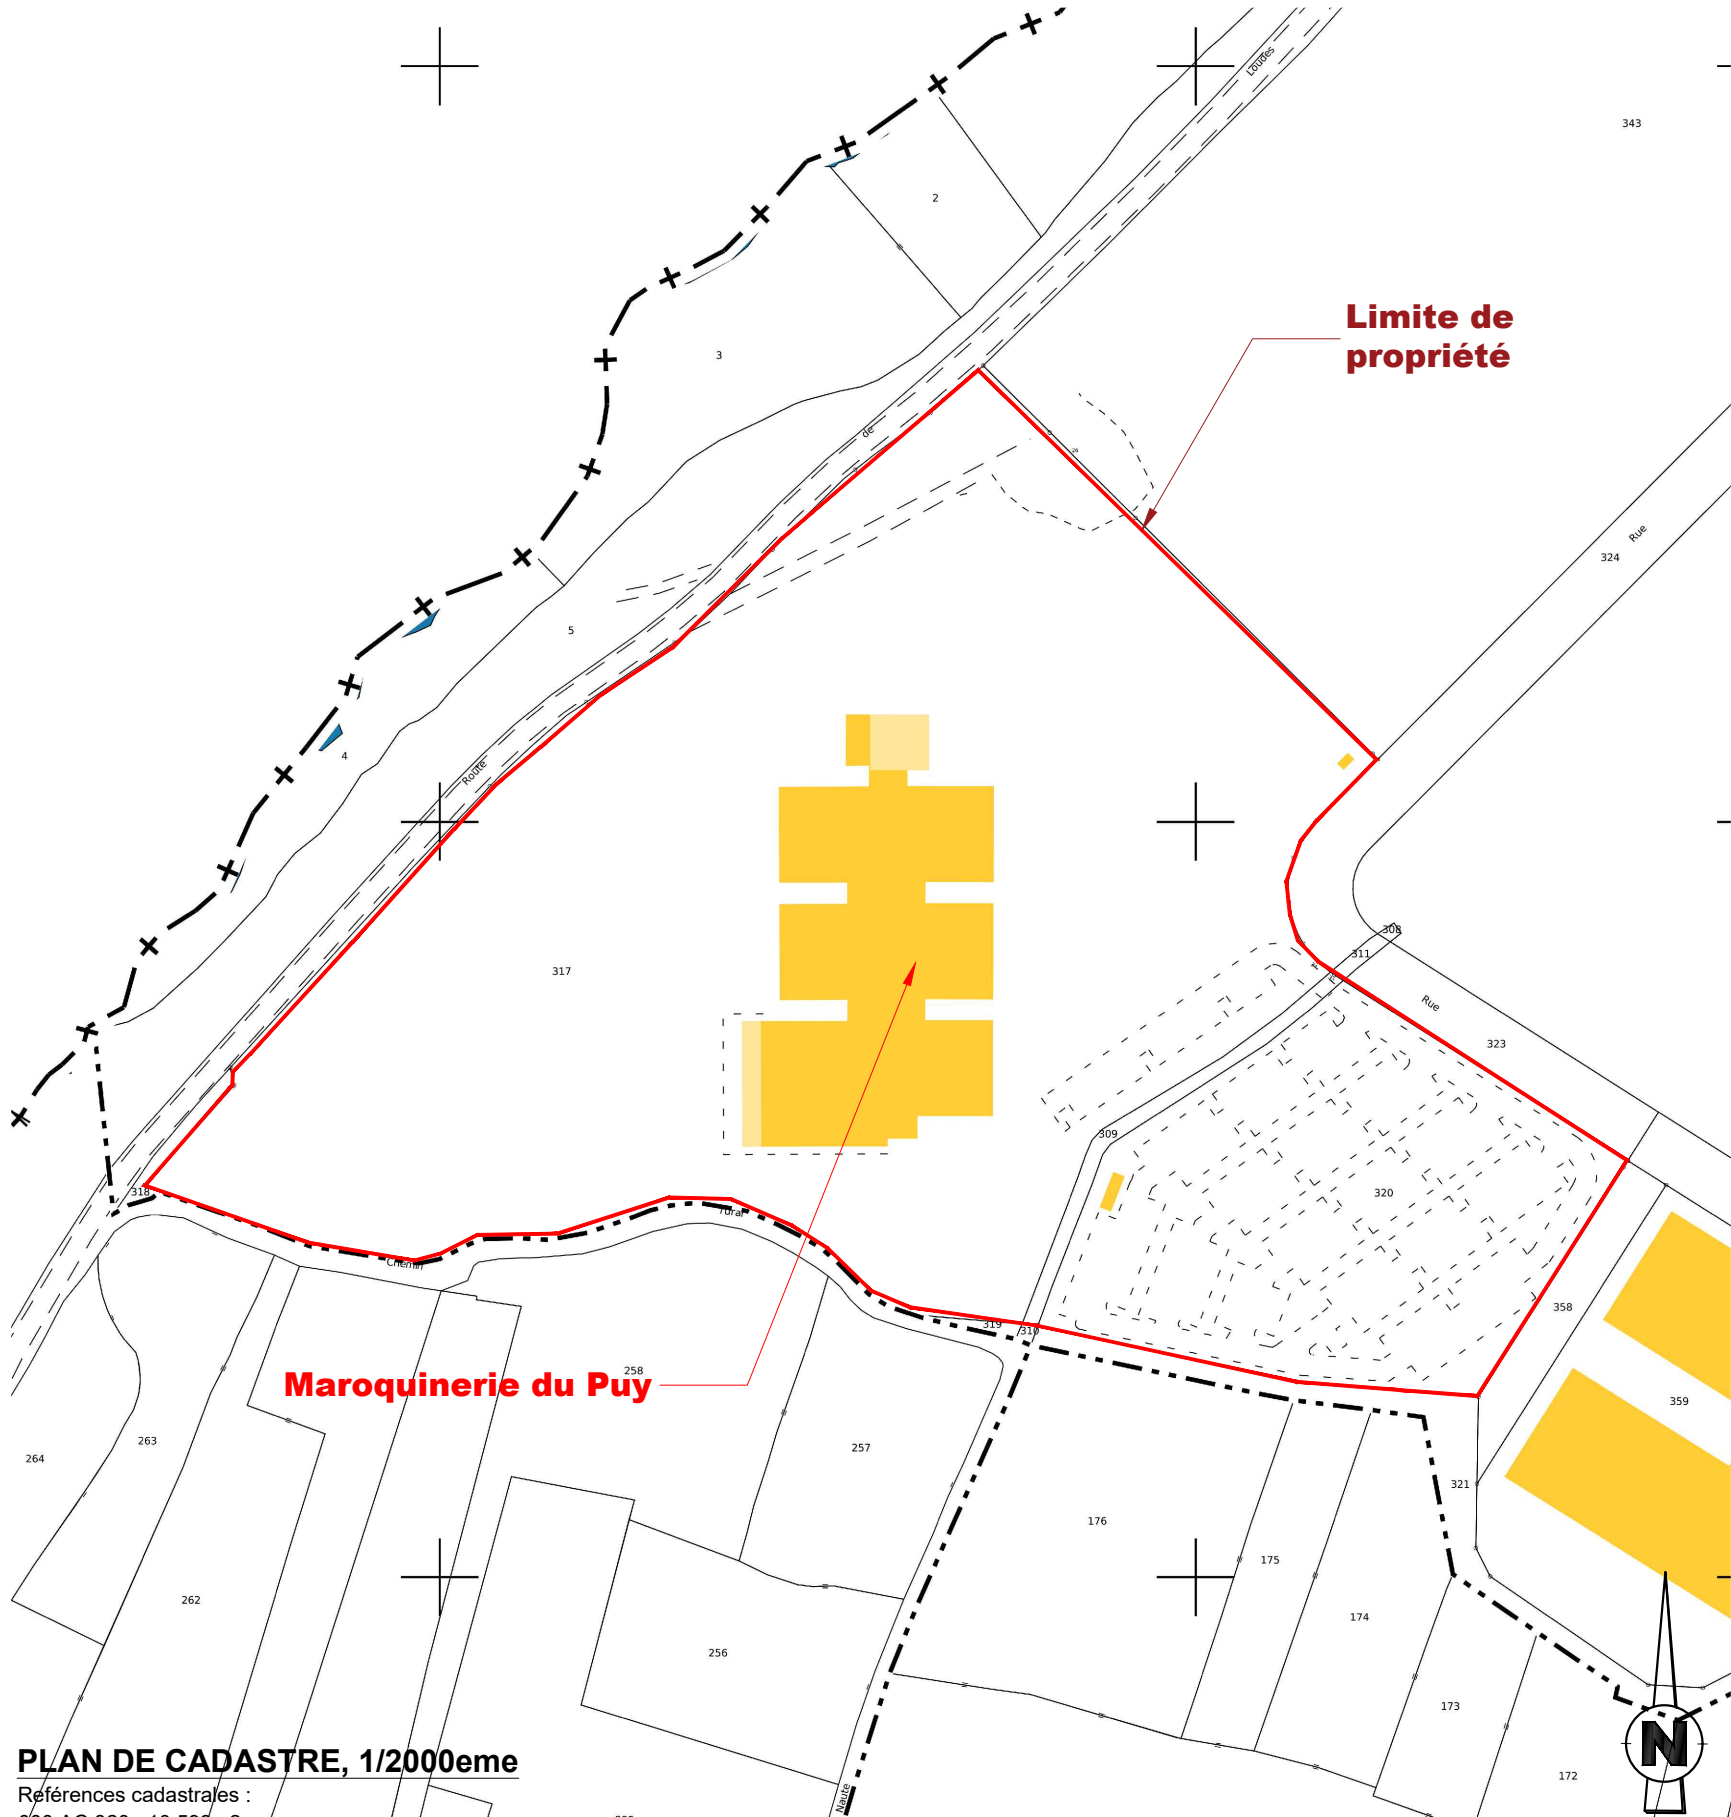 Loudes
343
2
Limite de
propriété
3
de
Rue
324
5
4
Route
308
311
317
Rue
323
309
320
318
rural
Chemin
319
310
358
Maroquinerie du Puy
258
359
263
257
264
321
176
175
262
174
256
173
N
PLAN DE CADASTRE, 1/2000eme
172
Références cadastrales :
Naute